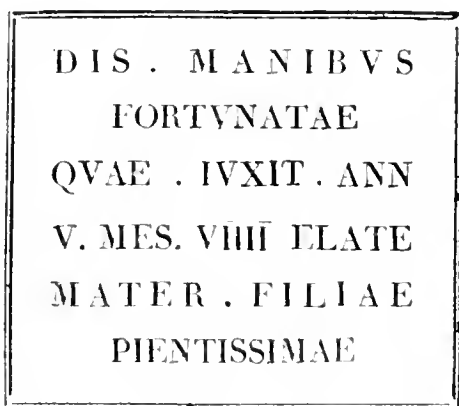 DIS . MANIBVS
FORTVNATAE
QVAE . IVXIT . ANN
V. MES. VIIII ELATE
MATER . FILIAE
PIENTISSIMAE